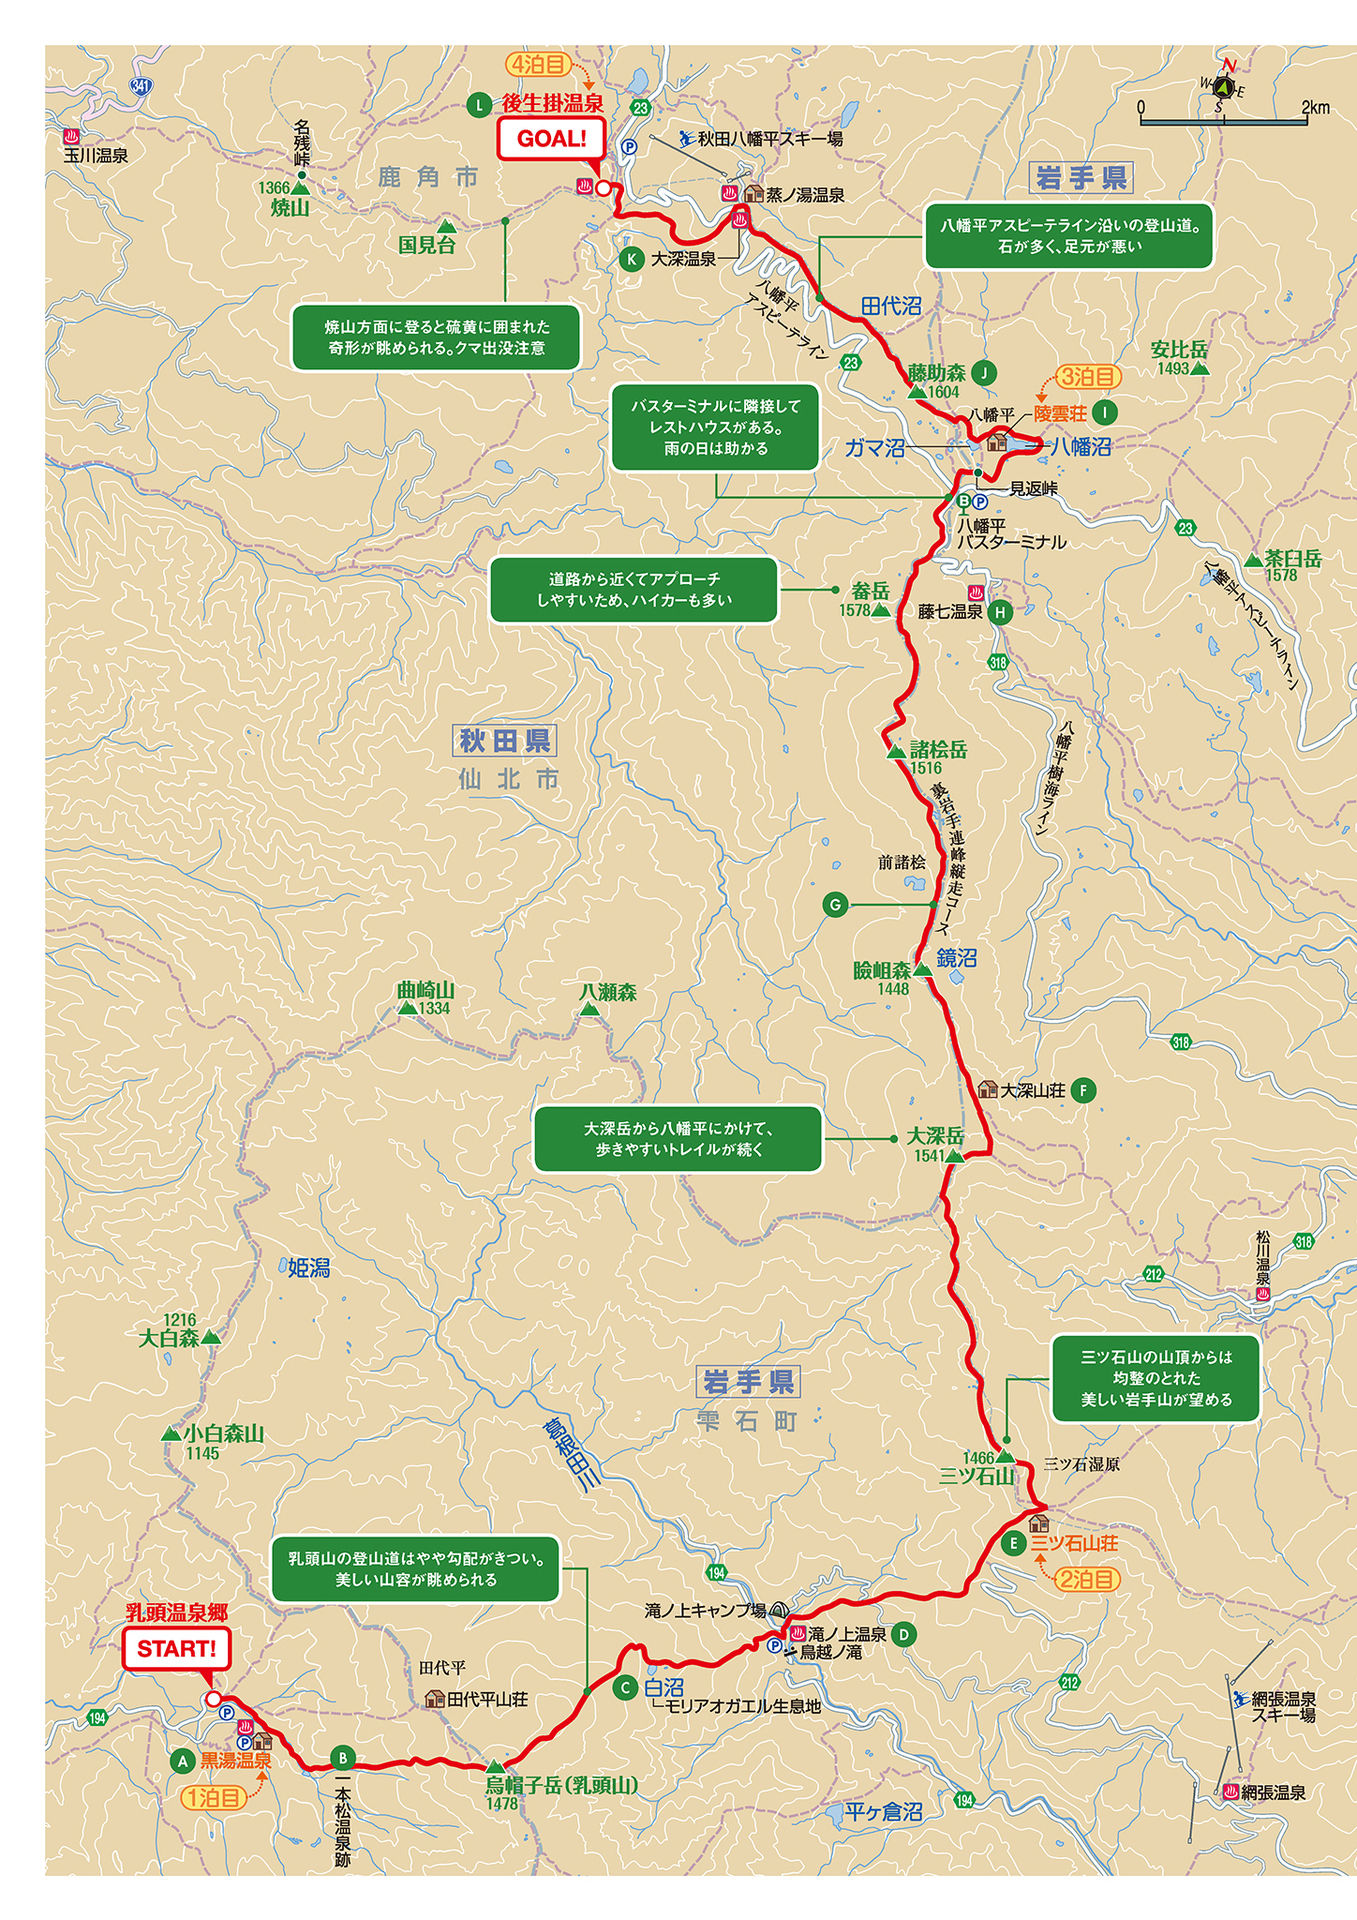 4泊目
341
L
後生掛温泉
GOAL!
23
P
N
W
E
S
0
2km
玉川温泉
名残峠
1366
焼山
鹿角市
国見台
秋田八幡平スキー場
蒸ノ湯温泉
岩手県
K
大深温泉
八幡平アスピーテライン沿いの登山道。
石が多く、足元が悪い
焼山方面に登ると硫黄に囲まれた
奇形が眺められる。クマ出没注意
八幡平
アスピーテライン
田代沼
23
安比岳
1493
藤助森
1604
J
3泊目
バスターミナルに隣接して
レストハウスがある。
雨の日は助かる
八幡平
陵雲荘
I
ガマ沼
八幡沼
見返峠
B
P
八幡平
バスターミナル
23
茶臼岳
1578
八幡平アスピーテライン
道路から近くてアプローチ
しやすいため、ハイカーも多い
畚岳
1578
藤七温泉
H
318
秋田県
仙北市
諸桧岳
1516
八幡平樹海ライン
裏岩手連峰縦走コース
前諸桧
G
鏡沼
険岨森
1448
曲崎山
1334
八瀬森
318
大深山荘
F
大深岳から八幡平にかけて、
歩きやすいトレイルが続く
大深岳
1541
姫潟
松川温泉
318
212
1216
大白森
三ツ石山の山頂からは
均整のとれた
美しい岩手山が望める
岩手県
雫石町
小白森山
1145
葛根田川
1466
三ツ石山
三ツ石湿原
乳頭山の登山道はやや勾配がきつい。
美しい山容が眺められる
194
E
三ツ石山荘
2泊目
乳頭温泉郷
START!
滝ノ上キャンプ場
滝ノ上温泉
D
P
鳥越ノ滝
田代平
田代平山荘
C
白沼
モリアオガエル生息地
212
網張温泉
スキー場
194
P
P
A
黒湯温泉
1泊目
B
一本松温泉跡
烏帽子岳(乳頭山)
1478
平ヶ倉沼
194
網張温泉